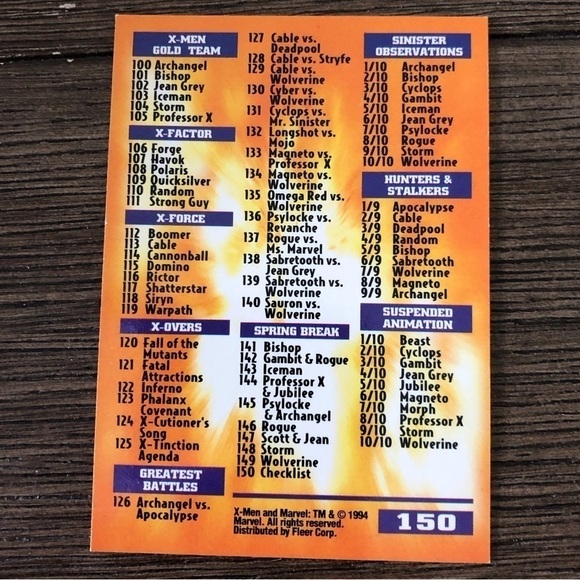 X-MEN
GOLD TEAM
100 Archangel
101 Bishop
102 Jean Grey
103 Iceman
104 Storm
105 Professor X
X-FACTOR
106 Forge
107 Havok
108 Polaris
109 Quicksilver
110 Random
111 Strong Guy
X-FORCE
112 Boomer
113 Cable
114 Cannonball
115 Domino
116 Rictor
117 Shatterstar
118 Siryn
119 Warpath
X-OVERS
120 Fall of the
Mutants
121 Fatal
Attractions
122 Inferno
123 Phalanx
Covenant
124 X-Cutioner's
Song
125 X-Tinction
Agenda
GREATEST
BATTLES
126 Archangel vs.
Apocalypse
127 Cable vs.
Deadpool
128 Cable vs. Stryfe
129 Cable vs.
Wolverine
130 Cyber vs.
Wolverine
131 Cyclops vs.
Mr. Sinister
132 Longshot vs.
Mojo
133 Magneto vs.
Professor X
134 Magneto vs.
Wolverine
135 Omega Red vs.
Wolverine
136 Psylocke vs.
Revanche
137 Rogue vs.
Ms. Marvel
138 Sabretooth vs.
Jean Grey
139 Sabretooth vs.
Wolverine
140 Sauron vs.
Wolverine
SPRING BREAK
141 Bishop
142 Gambit & Rogue
143 Iceman
144 Professor X
& Jubilee
145 Psylocke
& Archangel
146 Rogue
147 Scott & Jean
148 Storm
149 Wolverine
150 Checklist
SINISTER
OBSERVATIONS
1/10 Archangel
2/10 Bishop
3/10 Cyclops
4/10 Gambit
5/10 Iceman
6/10 Jean Grey
7/10 Psylocke
8/10 Rogue
9/10 Storm
10/10 Wolverine
HUNTERS &
STALKERS
1/9 Apocalypse
2/9 Cable
3/9 Deadpool
4/9 Random
5/9 Bishop
6/9 Sabretooth
7/9 Wolverine
8/9 Magneto
9/9 Archangel
SUSPENDED
ANIMATION
1/10 Beast
2/10 Cyclops
3/10 Gambit
4/10 Jean Grey
5/10 Jubilee
6/10 Magneto
7/10 Morph
8/10 Professor X
9/10 Storm
10/10 Wolverine
X-Men and Marvel: TM & © 1994
Marvel. All rights reserved.
Distributed by Fleer Corp.
150